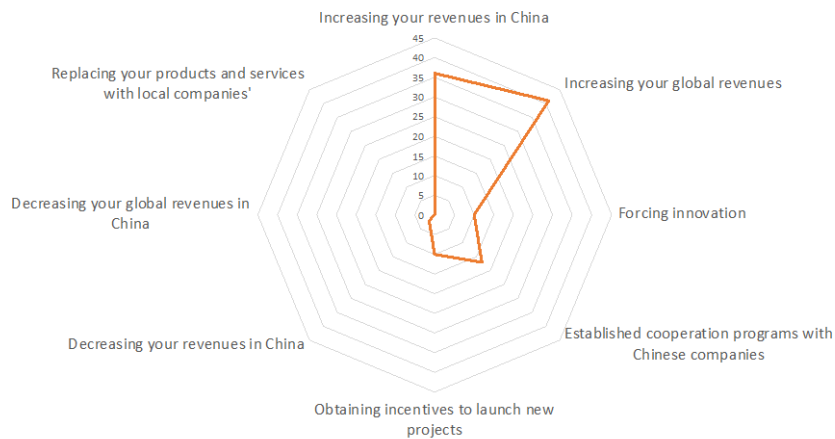 Increasing your revenues in China
45
40
35
30
25
20
15
10
5
0
Increasing your global revenues
Forcing innovation
Established cooperation programs with
Chinese companies
Obtaining incentives to launch new
projects
Decreasing your revenues in China
Decreasing your global revenues in
China
Replacing your products and services
with local companies'